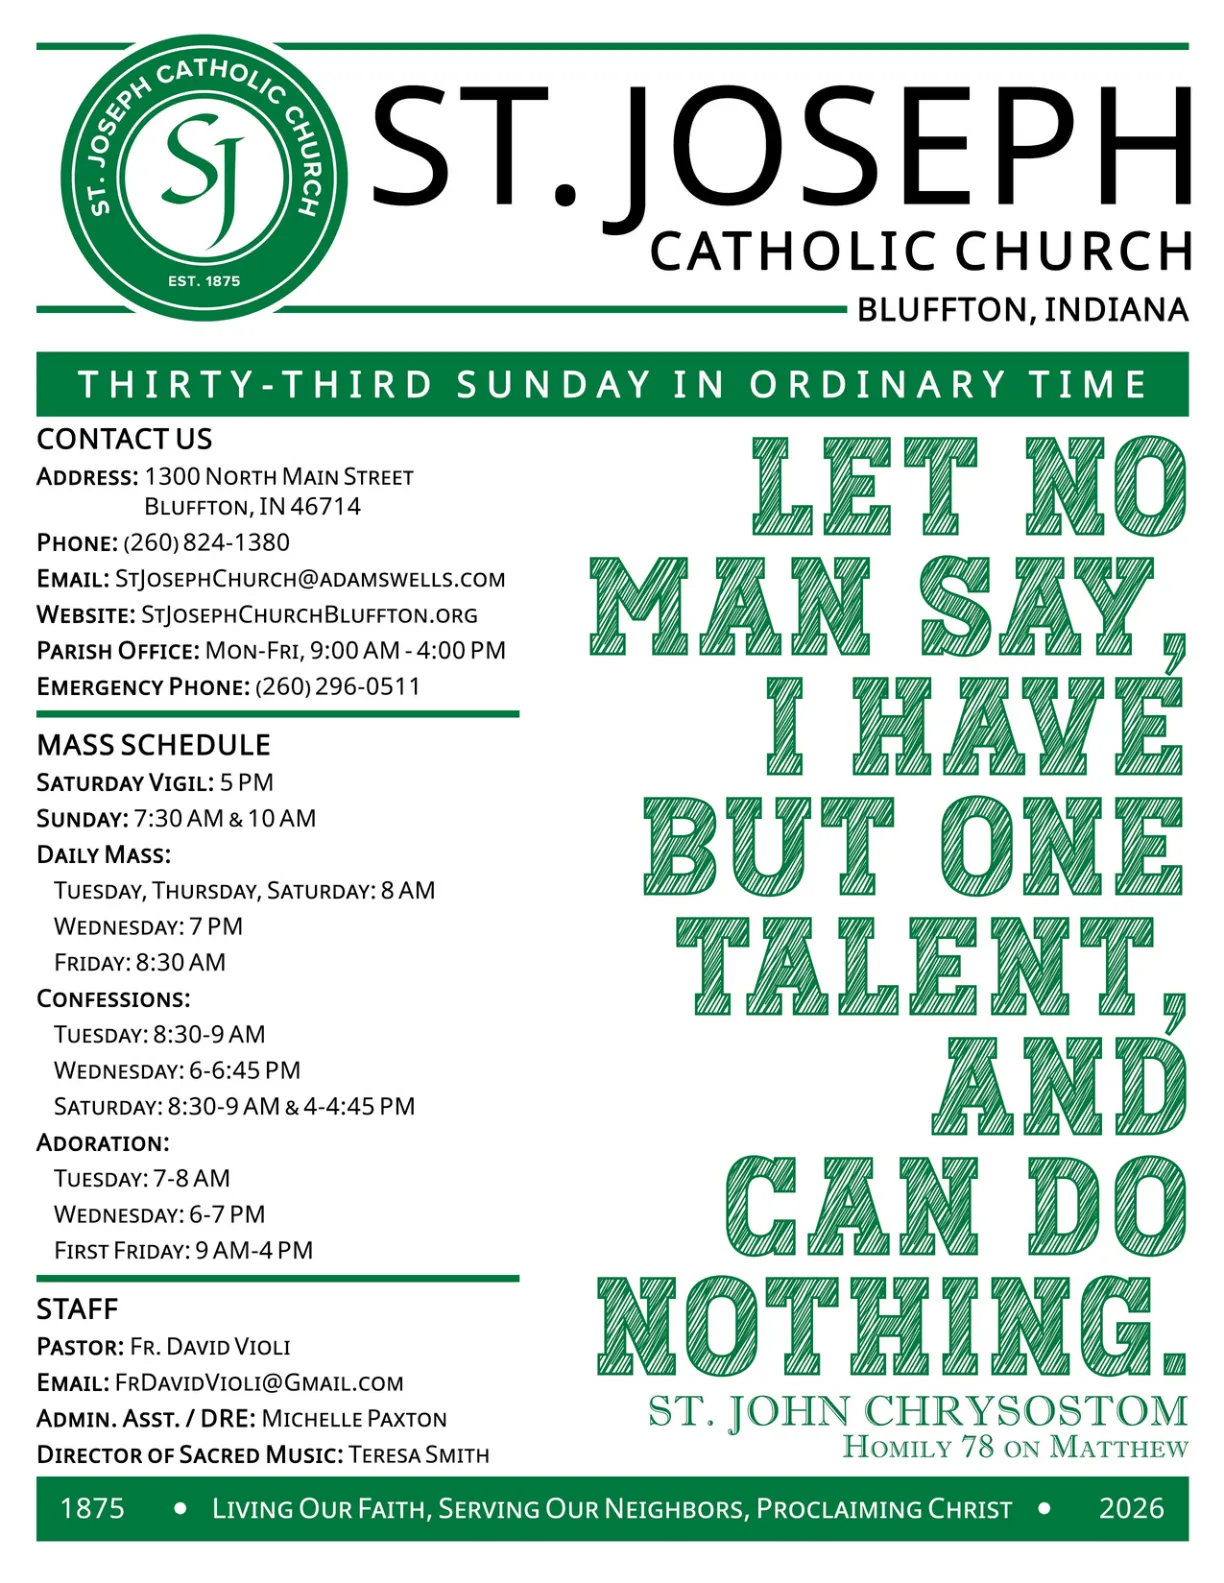 ST. JOSEPH CATHOLIC CHURCH
SJ
EST. 1875
ST. JOSEPH
CATHOLIC CHURCH
BLUFFTON, INDIANA
THIRTY-THIRD SUNDAY IN ORDINARY TIME
CONTACT US
ADDRESS: 1300 NORTH MAIN STREET
BLUFFTON, IN 46714
PHONE: (260) 824-1380
EMAIL: STJOSEPHCHURCH@ADAMSWELLS.COM
WEBSITE: STJOSEPHCHURCHBLUFFTON.ORG
PARISH OFFICE: MON-FRI, 9:00 AM - 4:00 PM
EMERGENCY PHONE: (260) 296-0511
MASS SCHEDULE
SATURDAY VIGIL: 5 PM
SUNDAY: 7:30 AM & 10 AM
DAILY MASS:
TUESDAY, THURSDAY, SATURDAY: 8 AM
WEDNESDAY: 7 PM
FRIDAY: 8:30 AM
CONFESSIONS:
TUESDAY: 8:30-9 AM
WEDNESDAY: 6-6:45 PM
SATURDAY: 8:30-9 AM & 4-4:45 PM
ADORATION:
TUESDAY: 7-8 AM
WEDNESDAY: 6-7 PM
FIRST FRIDAY: 9 AM-4 PM
STAFF
PASTOR: FR. DAVID VIOLI
EMAIL: FRDAVIDVIOLI@GMAIL.COM
ADMIN. ASST. / DRE: MICHELLE PAXTON
DIRECTOR OF SACRED MUSIC: TERESA SMITH
LET NO
MAN SAY,
I HAVE
BUT ONE
TALENT,
AND
CAN DO
NOTHING.
ST. JOHN CHRYSOSTOM
HOMILY 78 ON MATTHEW
1875 • LIVING OUR FAITH, SERVING OUR NEIGHBORS, PROCLAIMING CHRIST • 2026